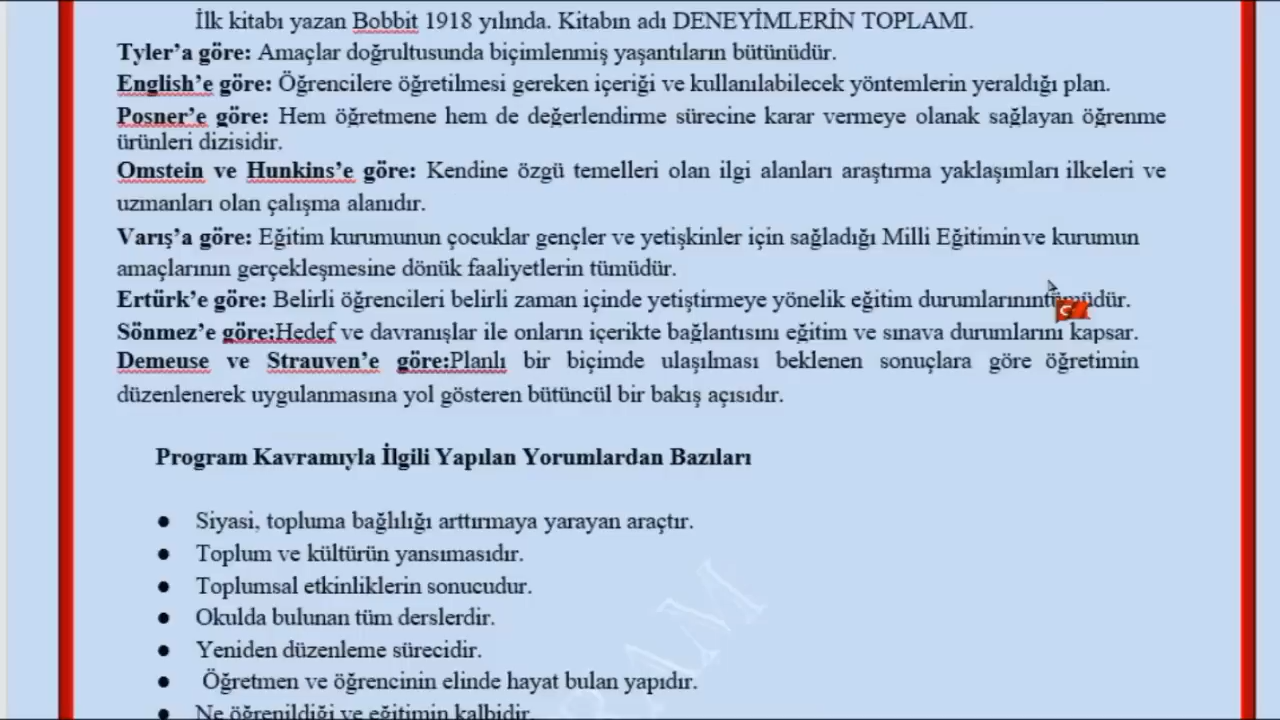 İlk kitabı yazan Bobbit 1918 yılında. Kitabın adı DENEYİMLERİN TOPLAMI.
Tyler’a göre: Amaçlar doğrultusunda biçimlenmiş yaşantıların bütünüdür.
English’e göre: Öğrencilere öğretilmesi gereken içeriği ve kullanılabilecek yöntemlerin yeraldığı plan.
Posner’e göre: Hem öğretmene hem de değerlendirme sürecine karar vermeye olanak sağlayan öğrenme
ürünleri dizisidir.
Omstein ve Hunkins’e göre: Kendine özgü temelleri olan ilgi alanları araştırma yaklaşımları ilkeleri ve
uzmanları olan çalışma alanıdır.
Varış’a göre: Eğitim kurumunun çocuklar gençler ve yetişkinler için sağladığı Milli Eğitimin ve kurumun
amaçlarının gerçekleşmesine dönük faaliyetlerin tümüdür.
Ertürk’e göre: Belirli öğrencileri belirli zaman içinde yetiştirmeye yönelik eğitim durumlarınıntümüdür.
Sönmez’e göre:Hedef ve davranışlar ile onların içerikte bağlantısını eğitim ve sınava durumlarını kapsar.
Demeuse ve Strauven’e göre:Planlı bir biçimde ulaşılması beklenen sonuçlara göre öğretimin
düzenlenerek uygulanmasına yol gösteren bütüncül bir bakış açısıdır.
Program Kavramıyla İlgili Yapılan Yorumlardan Bazıları
● Siyasi, topluma bağlılığı arttırmaya yarayan araçtır.
● Toplum ve kültürün yansımasıdır.
● Toplumsal etkinliklerin sonucudur.
● Okulda bulunan tüm derslerdir.
● Yeniden düzenleme sürecidir.
● Öğretmen ve öğrencinin elinde hayat bulan yapıdır.
● Ne öğrenildiği ve eğitimin kalbidir.